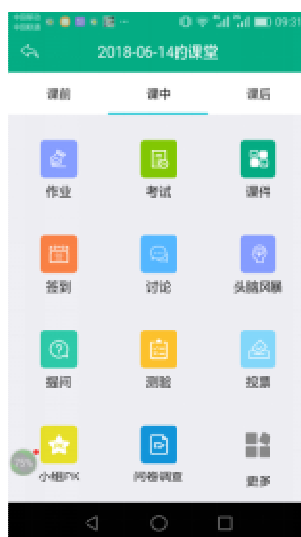 09:31
2018-06-14的课堂
课前 课中 课后
作业 考试 课件
签到 讨论 头脑风暴
提问 测验 投票
75%
小组PK 问卷调查 更多